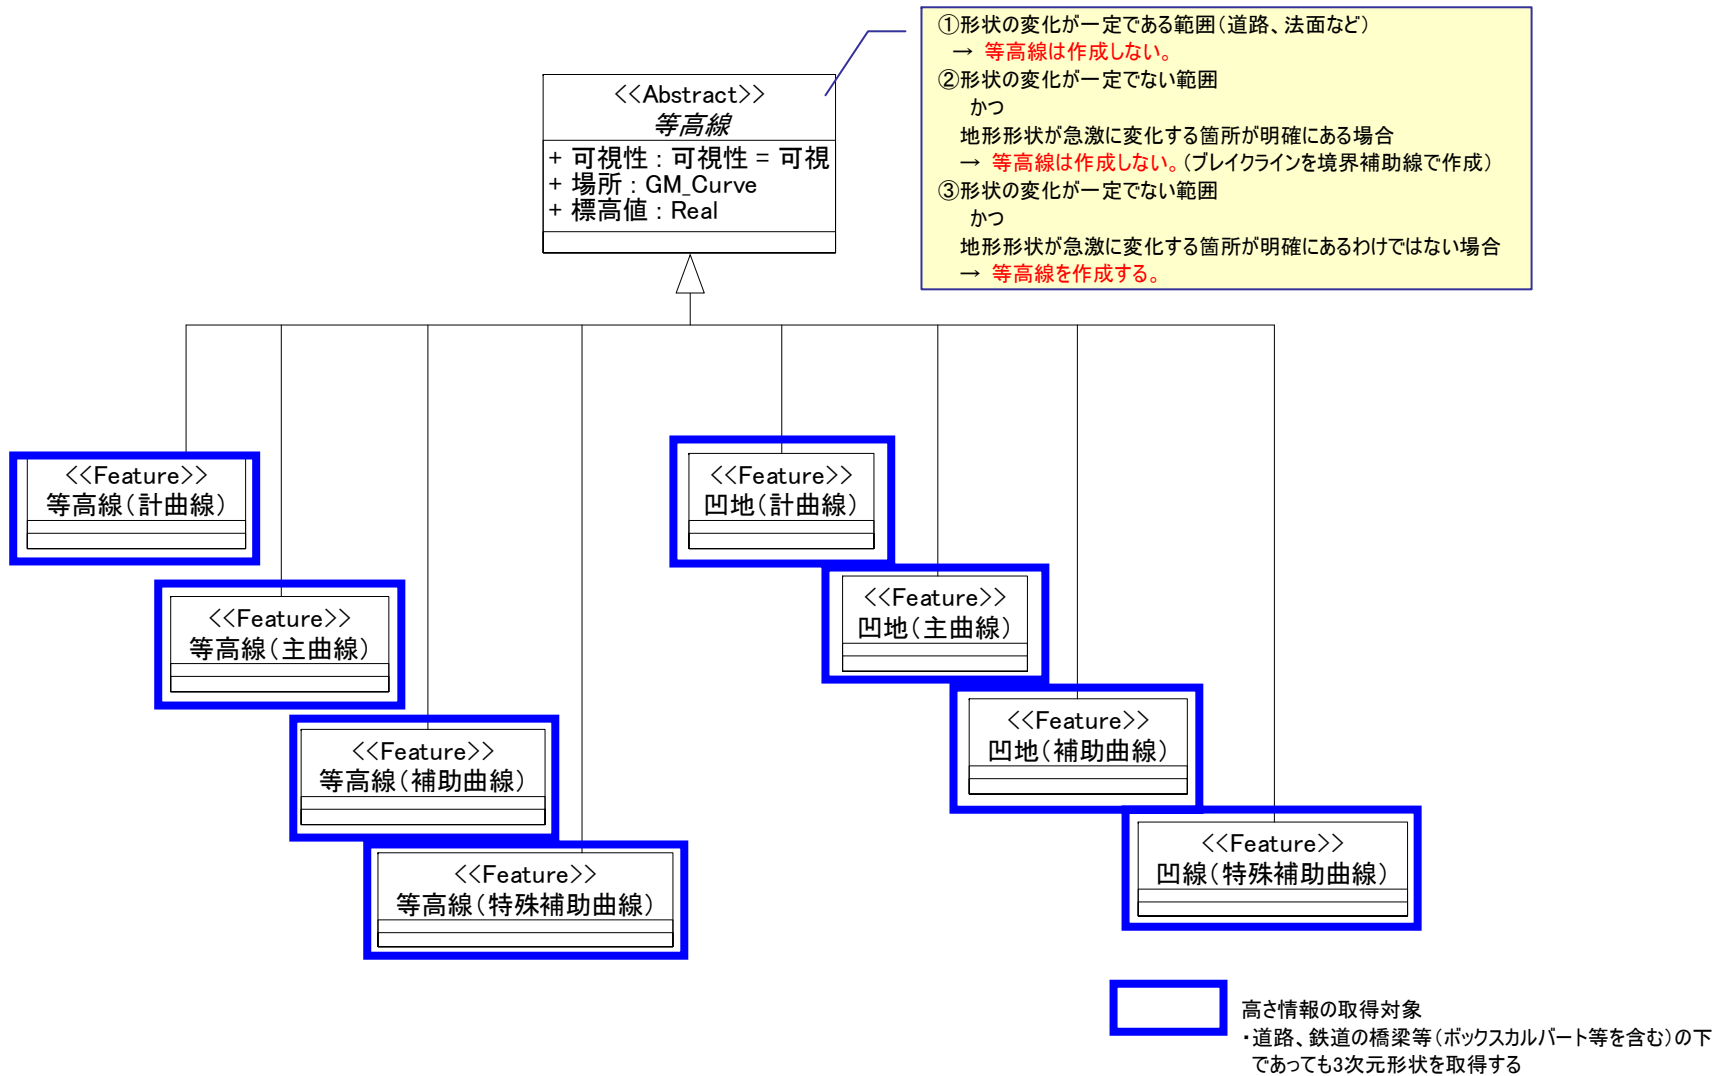 ①形状の変化が一定である範囲(道路、法面など)
→ 等高線は作成しない。
②形状の変化が一定でない範囲
かつ
地形形状が急激に変化する箇所が明確にある場合
→ 等高線は作成しない。(ブレイクラインを境界補助線で作成)
③形状の変化が一定でない範囲
かつ
地形形状が急激に変化する箇所が明確にあるわけではない場合
→ 等高線を作成する。
<<Abstract>>
等高線
+ 可視性 : 可視性 = 可視
+ 場所 : GM_Curve
+ 標高値 : Real
<<Feature>>
等高線(計曲線)
<<Feature>>
等高線(主曲線)
<<Feature>>
等高線(補助曲線)
<<Feature>>
等高線(特殊補助曲線)
<<Feature>>
凹地(計曲線)
<<Feature>>
凹地(主曲線)
<<Feature>>
凹地(補助曲線)
<<Feature>>
凹線(特殊補助曲線)
高さ情報の取得対象
・道路、鉄道の橋梁等(ボックスカルバート等を含む)の下
であっても3次元形状を取得する